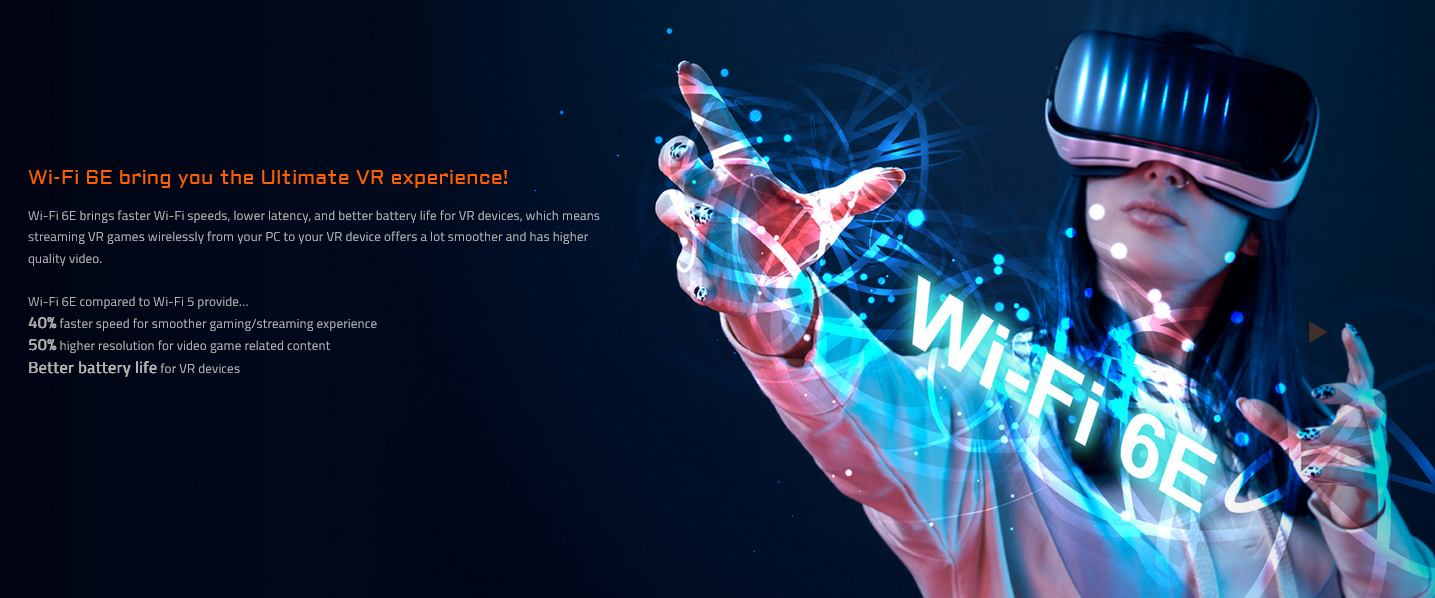 Wi-Fi 6E bring you the Ultimate VR experience!
Wi-Fi 6E brings faster Wi-Fi speeds, lower latency, and better battery life for VR devices, which means
streaming VR games wirelessly from your PC to your VR device offers a lot smoother and has higher
quality video.
Wi-Fi 6E compared to Wi-Fi 5 provide...
40% faster speed for smoother gaming/streaming experience
50% higher resolution for video game related content
Better battery life for VR devices
Wi-Fi 6E